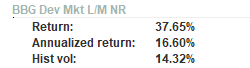 BBG Dev Mkt L/M NR
Return: 37.65%
Annualized return: 16.60%
Hist vol: 14.32%